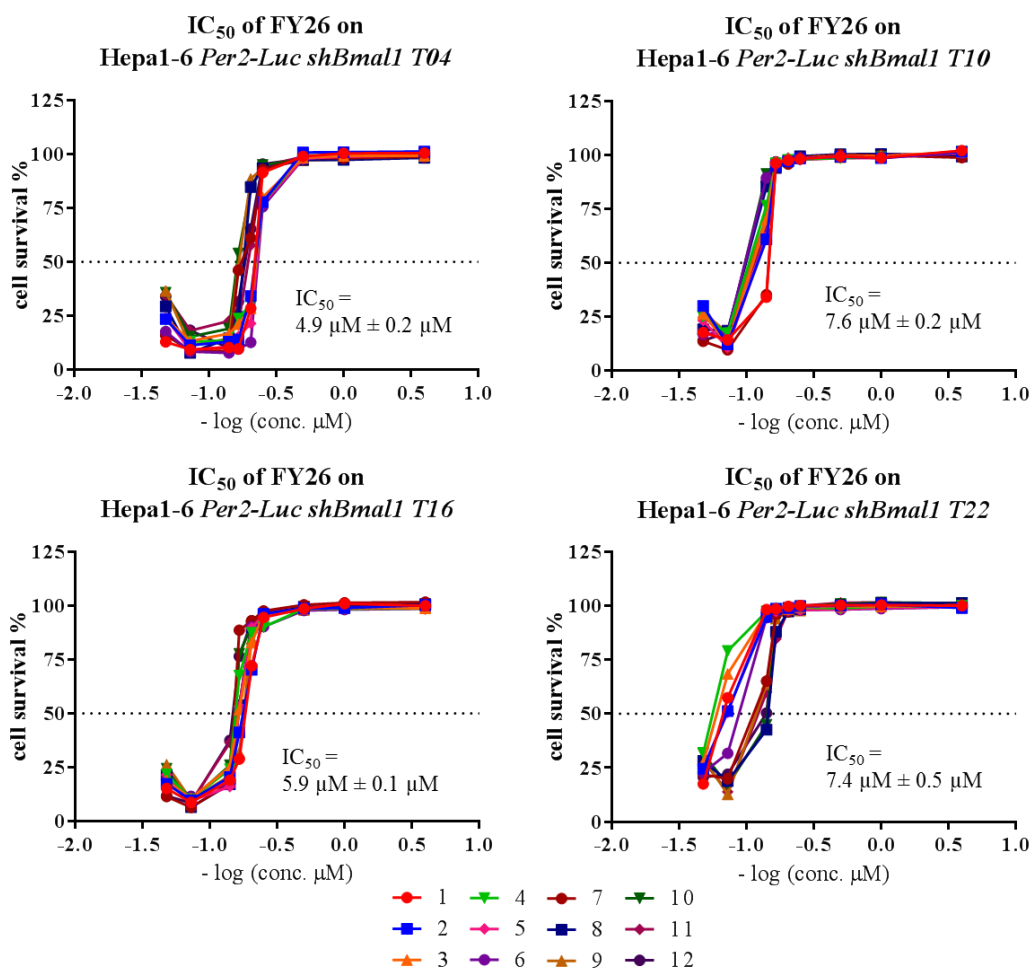 IC₅₀ of FY26 on
Hepa1-6 Per2-Luc shBmal1 T04
cell survival %
125
100
75
50
25
0
IC₅₀ =
4.9 µM ± 0.2 µM
-2.0 -1.5 -1.0 -0.5 0.0 0.5 1.0
- log (conc. µM)
IC₅₀ of FY26 on
Hepa1-6 Per2-Luc shBmal1 T10
cell survival %
125
100
75
50
25
0
IC₅₀ =
7.6 µM ± 0.2 µM
-2.0 -1.5 -1.0 -0.5 0.0 0.5 1.0
- log (conc. µM)
IC₅₀ of FY26 on
Hepa1-6 Per2-Luc shBmal1 T16
cell survival %
125
100
75
50
25
0
IC₅₀ =
5.9 µM ± 0.1 µM
-2.0 -1.5 -1.0 -0.5 0.0 0.5 1.0
- log (conc. µM)
IC₅₀ of FY26 on
Hepa1-6 Per2-Luc shBmal1 T22
cell survival %
125
100
75
50
25
0
IC₅₀ =
7.4 µM ± 0.5 µM
-2.0 -1.5 -1.0 -0.5 0.0 0.5 1.0
- log (conc. µM)
1 4 7 10
2 5 8 11
3 6 9 12